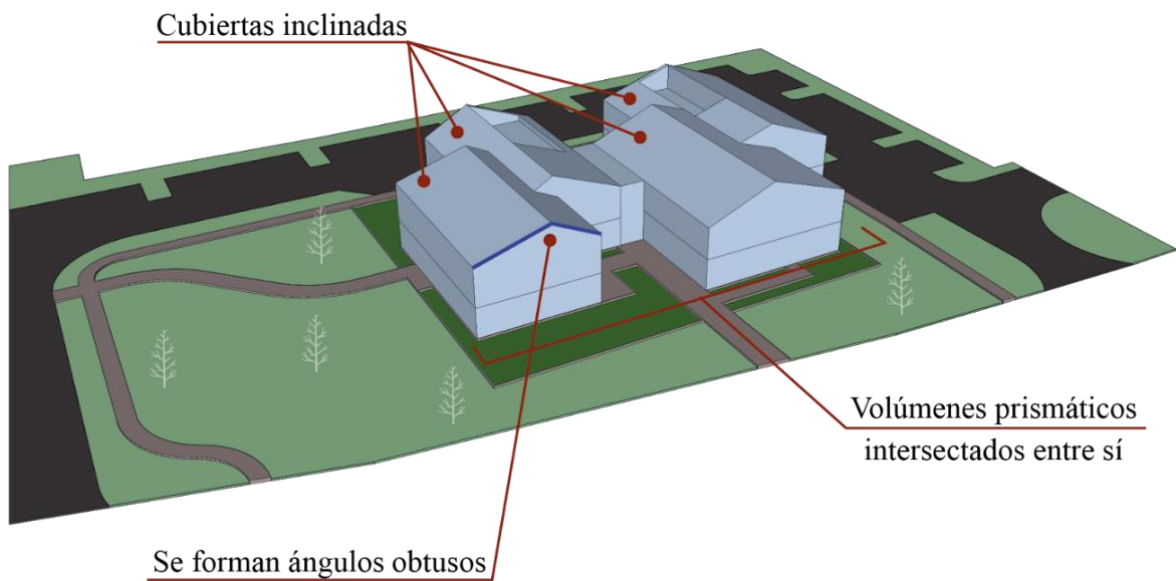 Cubiertas inclinadas
Volúmenes prismáticos
intersectados entre sí
Se forman ángulos obtusos